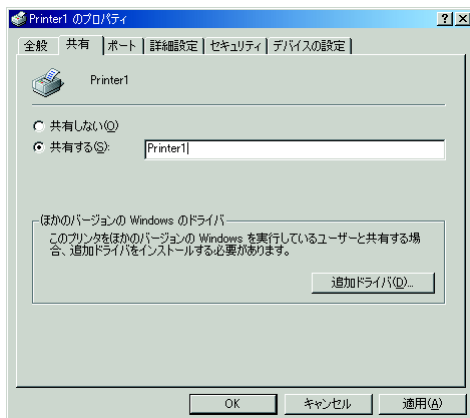 Printer1 のプロパティ
全般 共有 ポート 詳細設定 セキュリティ デバイスの設定
Printer1
共有しない(O)
共有する(S): Printer1
ほかのバージョンの Windows のドライバ
このプリンタをほかのバージョンの Windows を実行しているユーザーと共有する場
合、追加ドライバをインストールする必要があります。
追加ドライバ(D)...
OK キャンセル 適用(A)